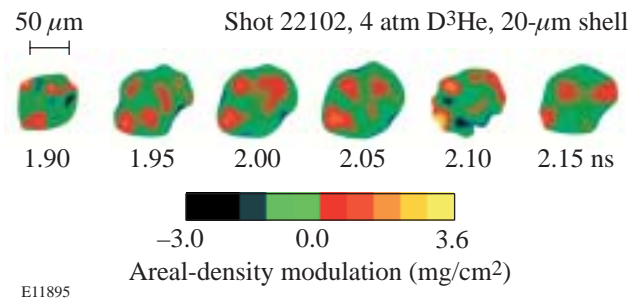 50 μm Shot 22102, 4 atm D³He, 20-μm shell
1.90 1.95 2.00 2.05 2.10 2.15 ns
–3.0 0.0 3.6
Areal-density modulation (mg/cm²)
E11895